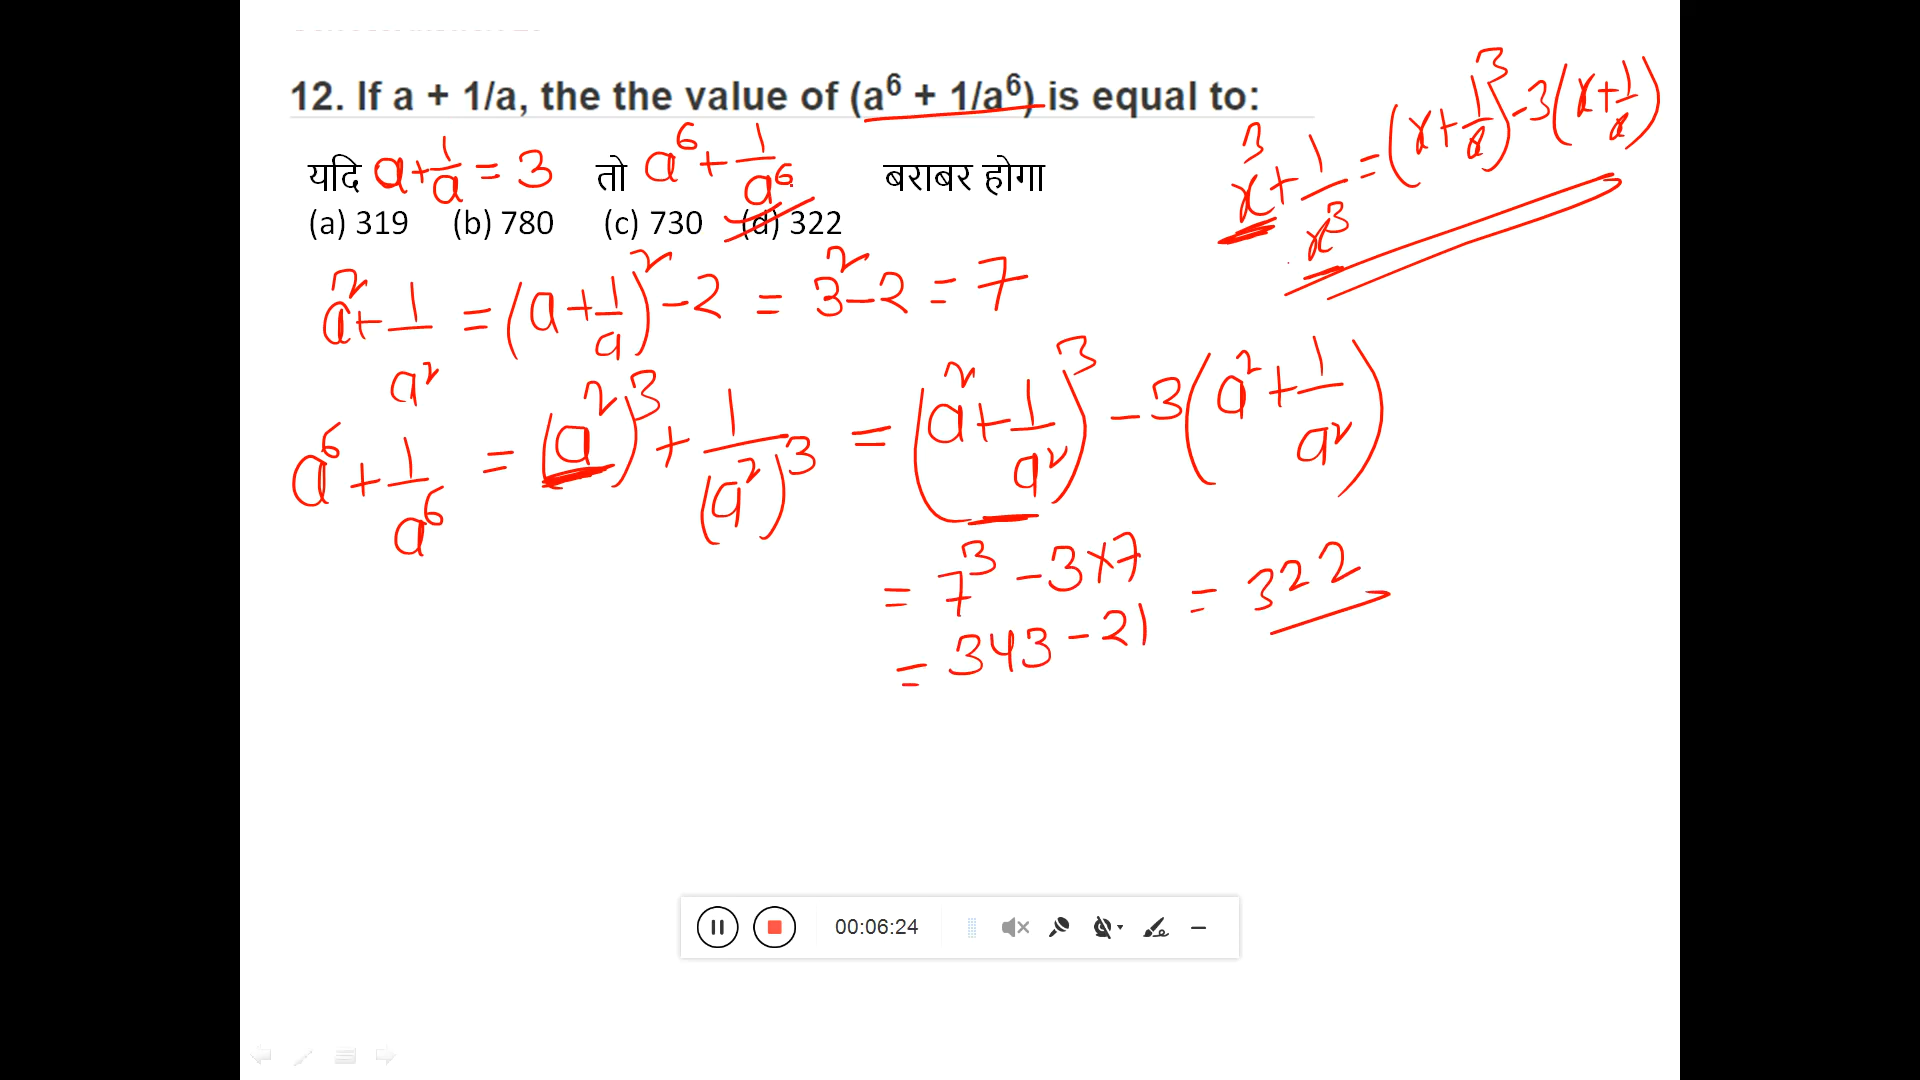 12. If a + 1/a, the the value of (a⁶ + 1/a⁶) is equal to:
x³ + 1/x³ = (x + 1/x)³ - 3(x + 1/x)
यदि a + 1/a = 3 तो a⁶ + 1/a⁶ बराबर होगा
(a) 319 (b) 780 (c) 730 (d) 322
a² + 1/a² = (a + 1/a)² - 2 = 3² - 2 = 7
a⁶ + 1/a⁶ = (a²)³ + 1/(a²)³ = (a² + 1/a²)³ - 3(a² + 1/a²)
= 7³ - 3×7 = 322
= 343 - 21
00:06:24